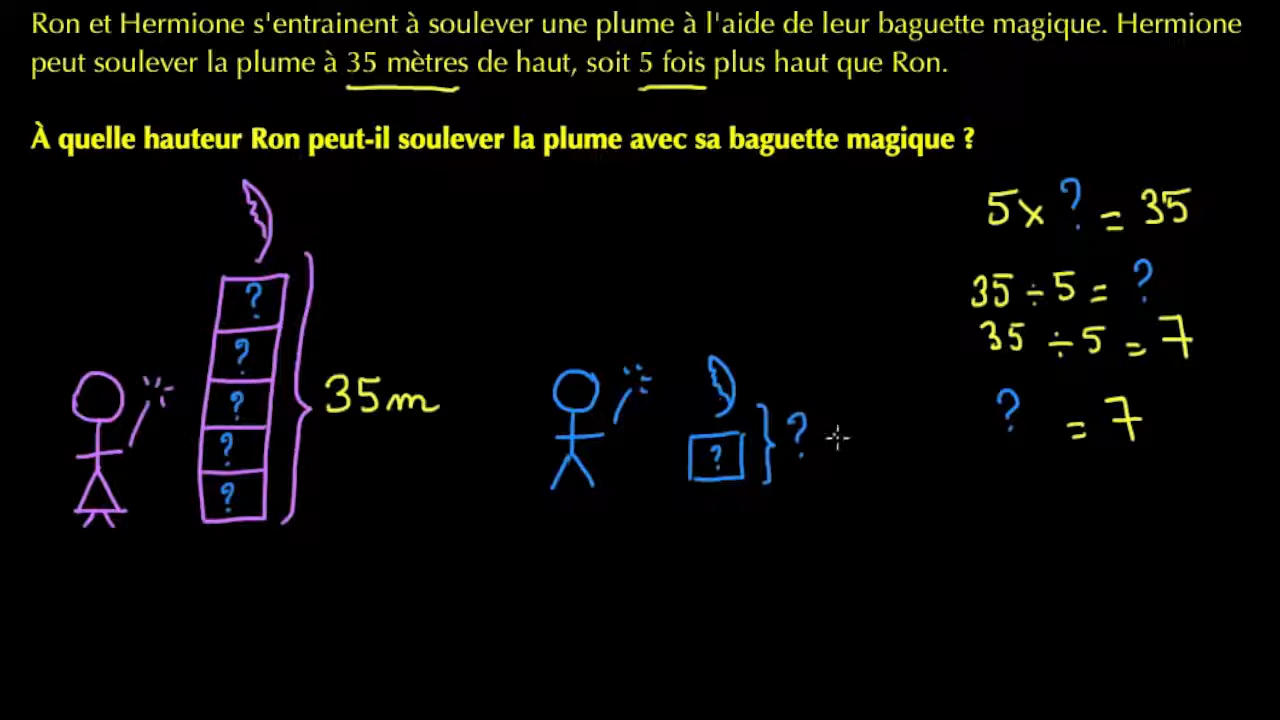 Ron et Hermione s'entrainent à soulever une plume à l'aide de leur baguette magique. Hermione
peut soulever la plume à 35 mètres de haut, soit 5 fois plus haut que Ron.
À quelle hauteur Ron peut-il soulever la plume avec sa baguette magique ?
5 x ? = 35
35 ÷ 5 = ?
35 ÷ 5 = 7
? = 7
?
?
?
?
?
35 m
?
?